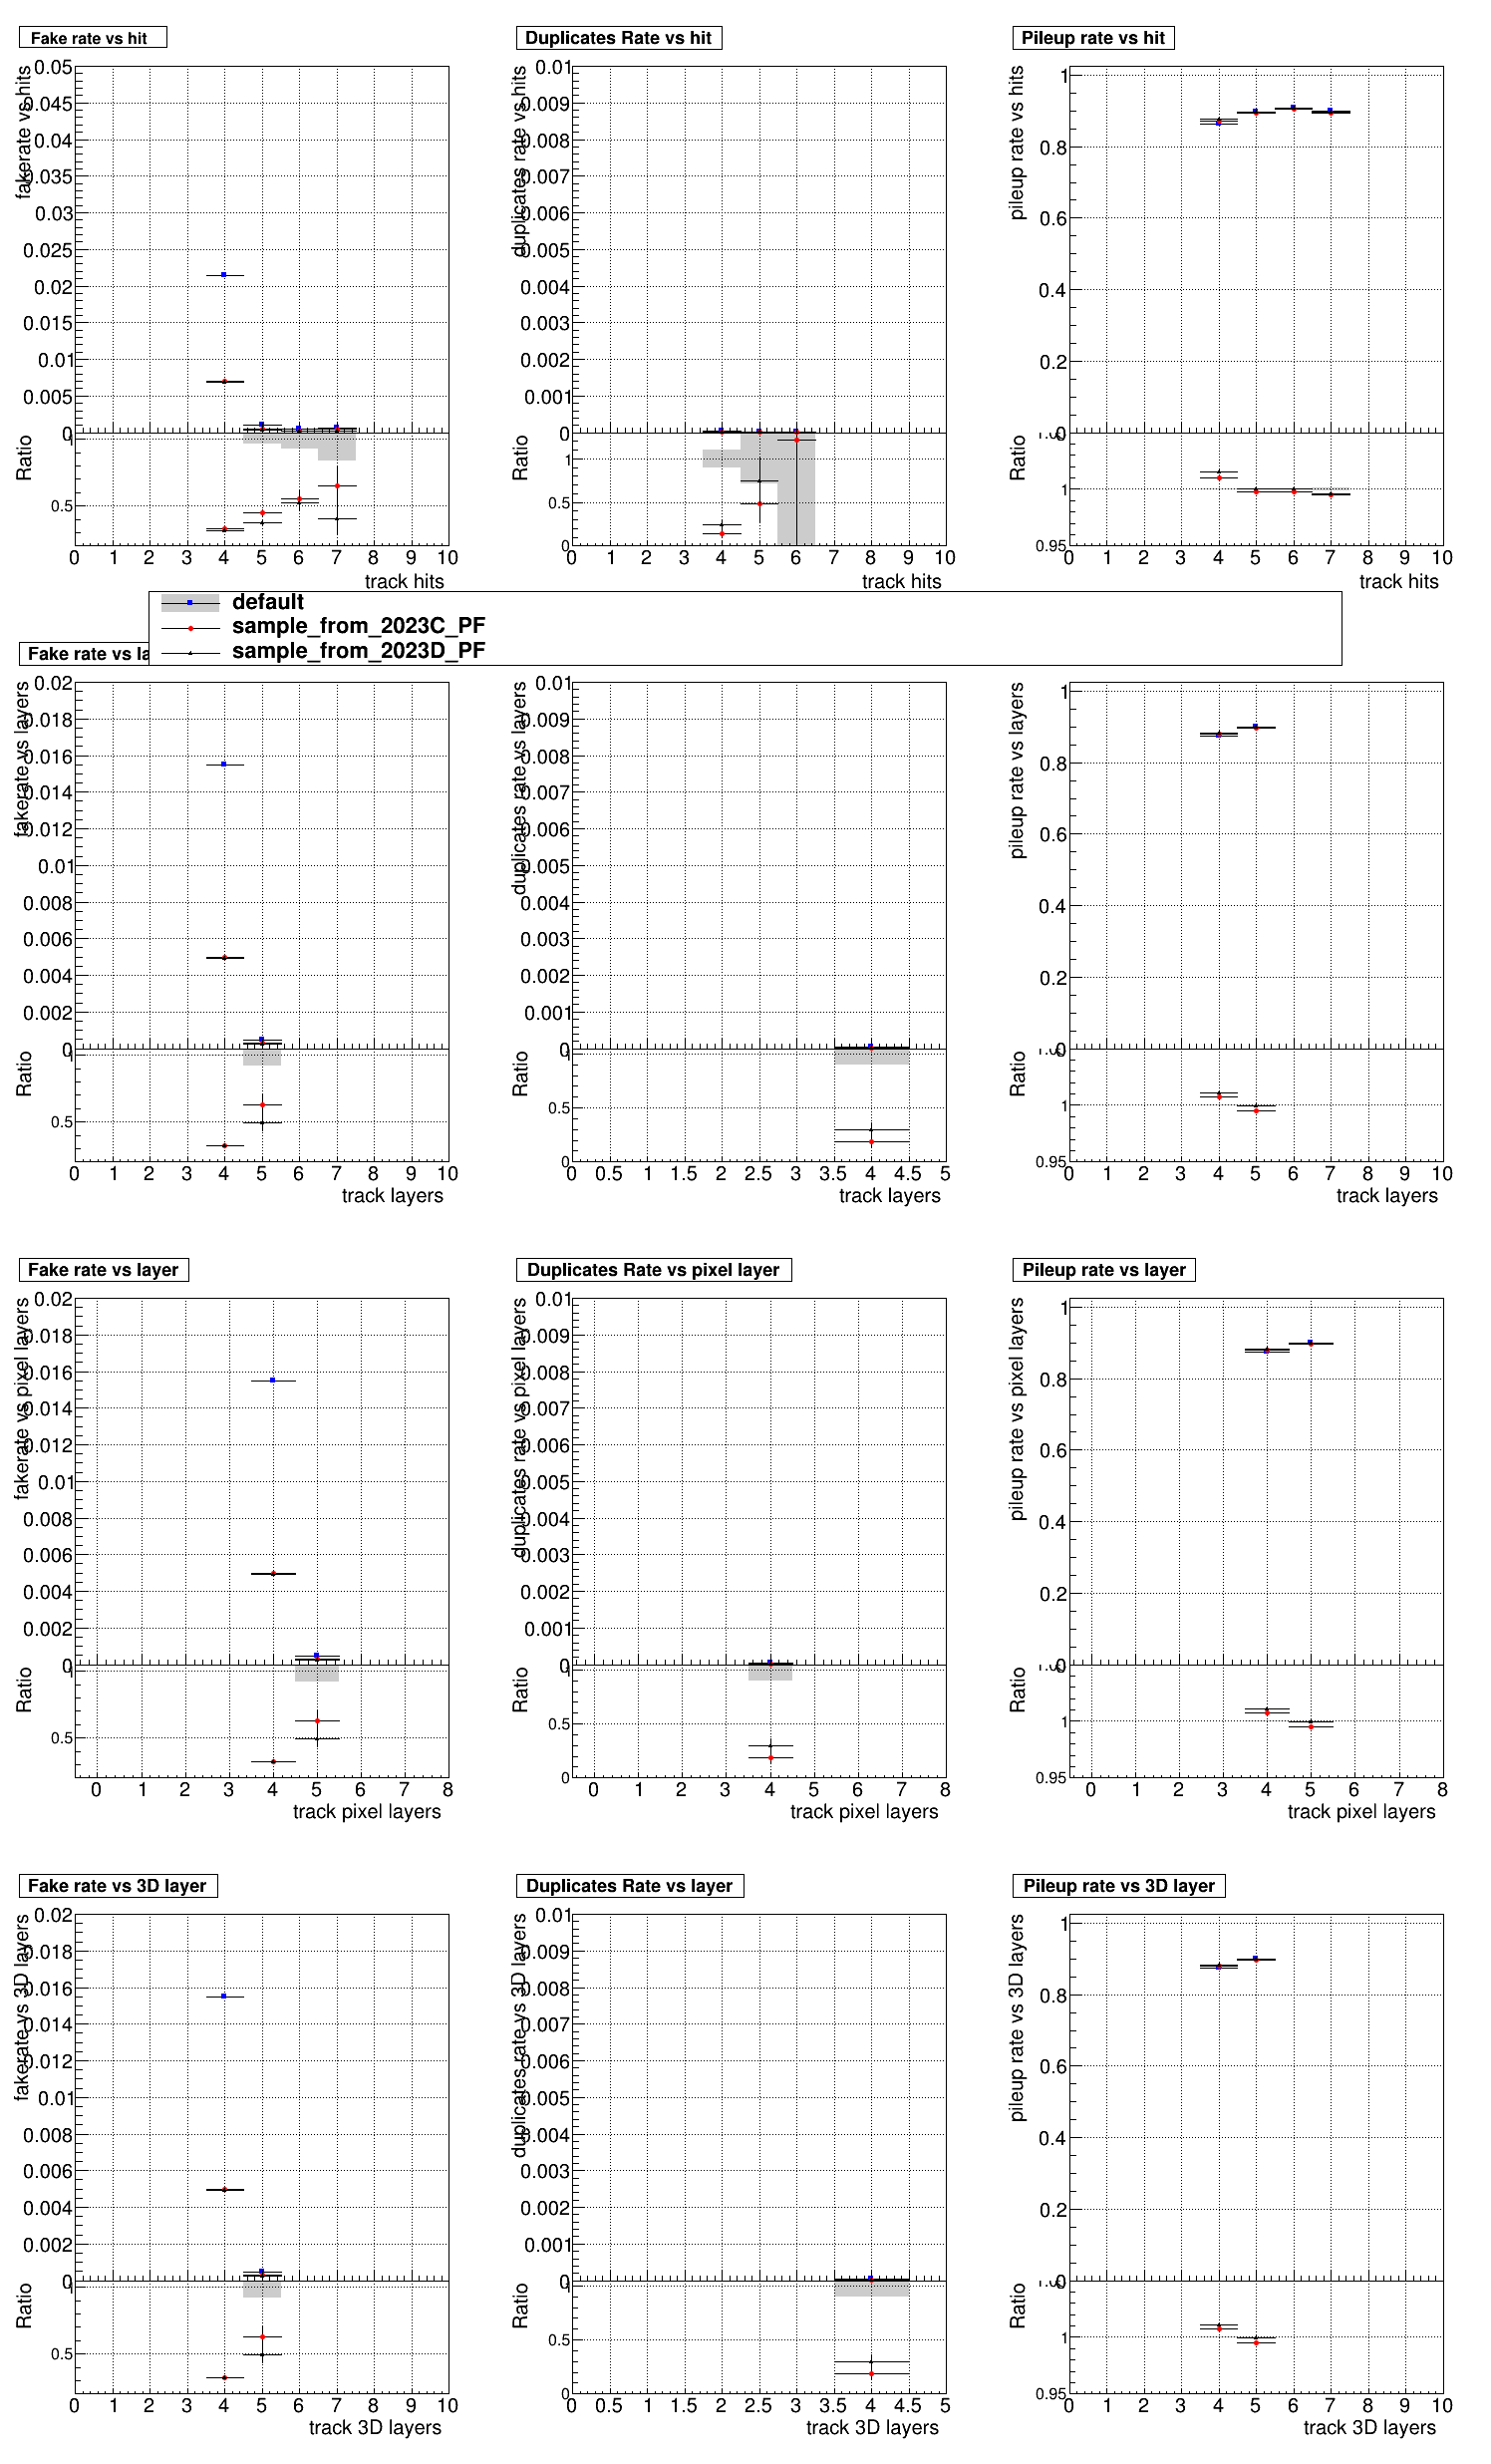 Fake rate vs hit
fakerate vs hits
0.05
0.045
0.04
0.035
0.03
0.025
0.02
0.015
0.01
0.005
0
Ratio
0.5
0 1 2 3 4 5 6 7 8 9 10
track hits
Duplicates Rate vs hit
duplicates rate vs hits
0.01
0.009
0.008
0.007
0.006
0.005
0.004
0.003
0.002
0.001
0
Ratio
1
0.5
0
0 1 2 3 4 5 6 7 8 9 10
track hits
Pileup rate vs hit
pileup rate vs hits
1
0.8
0.6
0.4
0.2
0
Ratio
1
0.95
0 1 2 3 4 5 6 7 8 9 10
track hits
default
sample_from_2023C_PF
sample_from_2023D_PF
Fake rate vs la
fakerate vs layers
0.02
0.018
0.016
0.014
0.012
0.01
0.008
0.006
0.004
0.002
0
Ratio
1
0.5
0 1 2 3 4 5 6 7 8 9 10
track layers
duplicates rate vs layers
0.01
0.009
0.008
0.007
0.006
0.005
0.004
0.003
0.002
0.001
0
Ratio
1
0.5
0
0 0.5 1 1.5 2 2.5 3 3.5 4 4.5 5
track layers
pileup rate vs layers
1
0.8
0.6
0.4
0.2
0
Ratio
1
0.95
0 1 2 3 4 5 6 7 8 9 10
track layers
Fake rate vs layer
fakerate vs pixel layers
0.02
0.018
0.016
0.014
0.012
0.01
0.008
0.006
0.004
0.002
0
Ratio
1
0.5
0 1 2 3 4 5 6 7 8
track pixel layers
Duplicates Rate vs pixel layer
duplicates rate vs pixel layers
0.01
0.009
0.008
0.007
0.006
0.005
0.004
0.003
0.002
0.001
0
Ratio
1
0.5
0
0 1 2 3 4 5 6 7 8
track pixel layers
Pileup rate vs layer
pileup rate vs pixel layers
1
0.8
0.6
0.4
0.2
0
Ratio
1
0.95
0 1 2 3 4 5 6 7 8
track pixel layers
Fake rate vs 3D layer
fakerate vs 3D layers
0.02
0.018
0.016
0.014
0.012
0.01
0.008
0.006
0.004
0.002
0
Ratio
1
0.5
0 1 2 3 4 5 6 7 8 9 10
track 3D layers
Duplicates Rate vs layer
duplicates rate vs 3D layers
0.01
0.009
0.008
0.007
0.006
0.005
0.004
0.003
0.002
0.001
0
Ratio
1
0.5
0
0 0.5 1 1.5 2 2.5 3 3.5 4 4.5 5
track 3D layers
Pileup rate vs 3D layer
pileup rate vs 3D layers
1
0.8
0.6
0.4
0.2
0
Ratio
1
0.95
0 1 2 3 4 5 6 7 8 9 10
track 3D layers